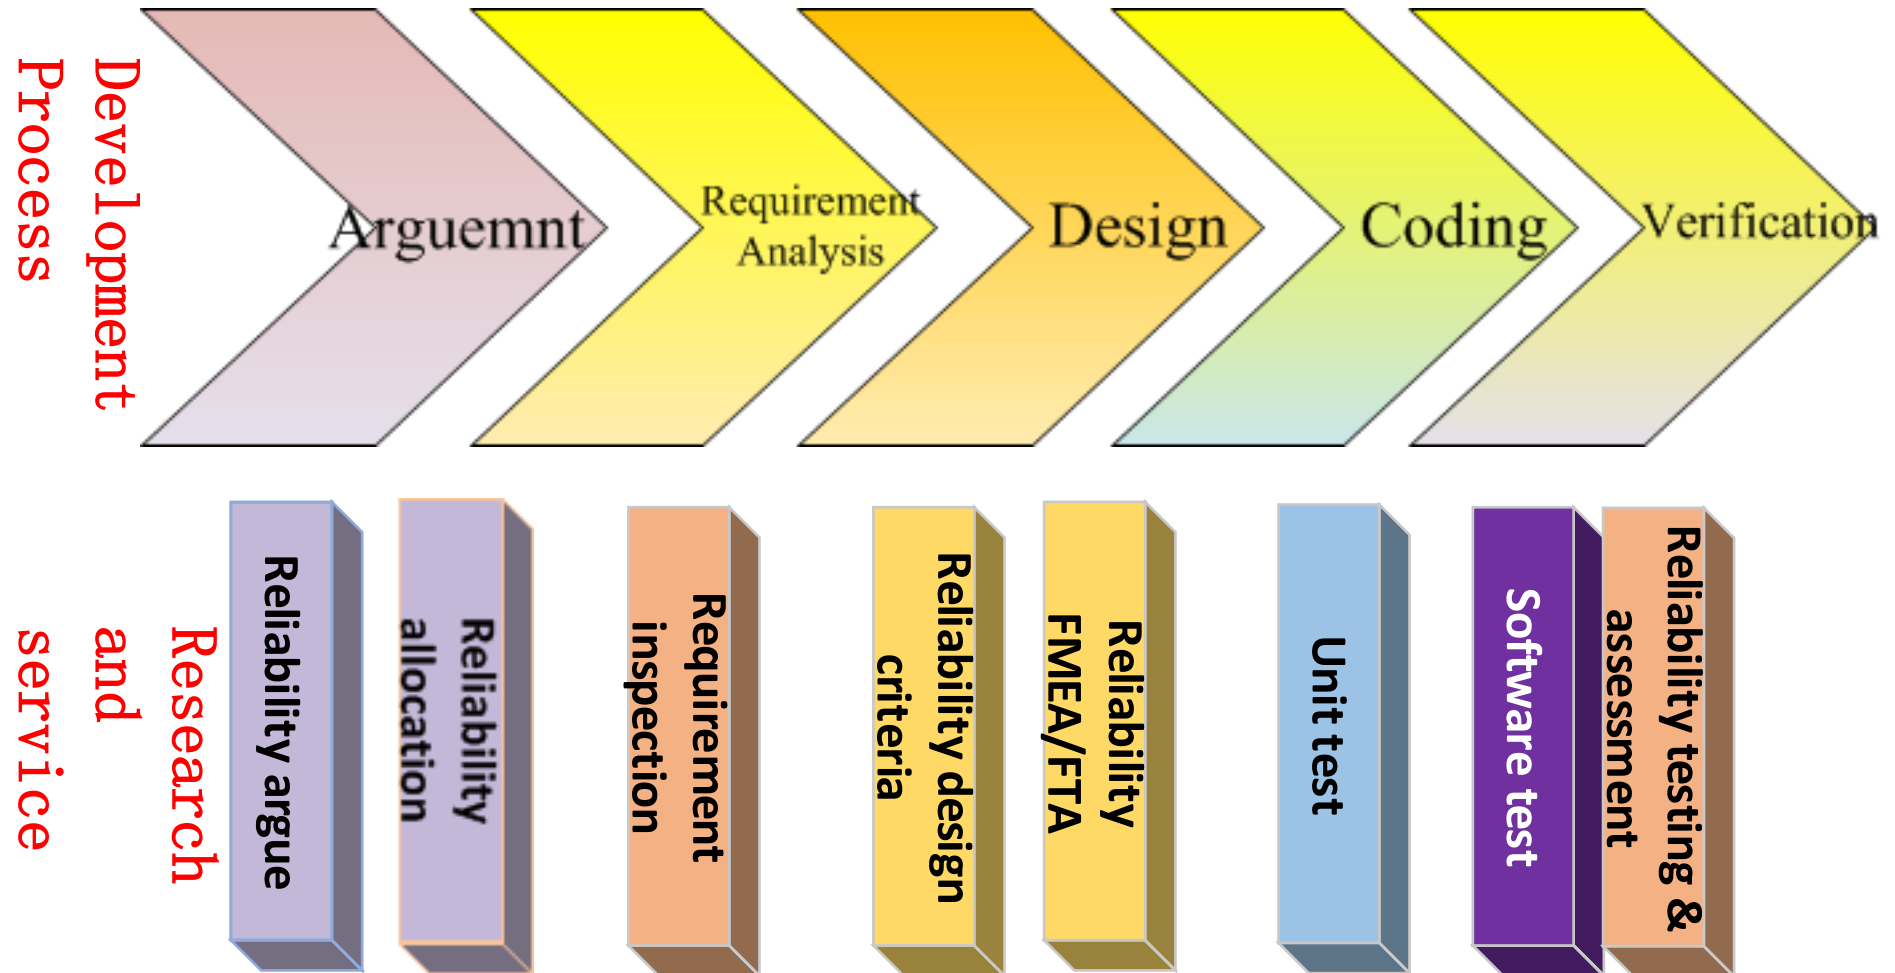 Development
Process
Arguemnt
Requirement
Analysis
Design
Coding
Verification
Research
and
service
Reliability argue
Reliability
allocation
Requirement
inspection
Reliability design
criteria
Reliability
FMEA/FTA
Unit test
Software test
Reliability testing &
assessment